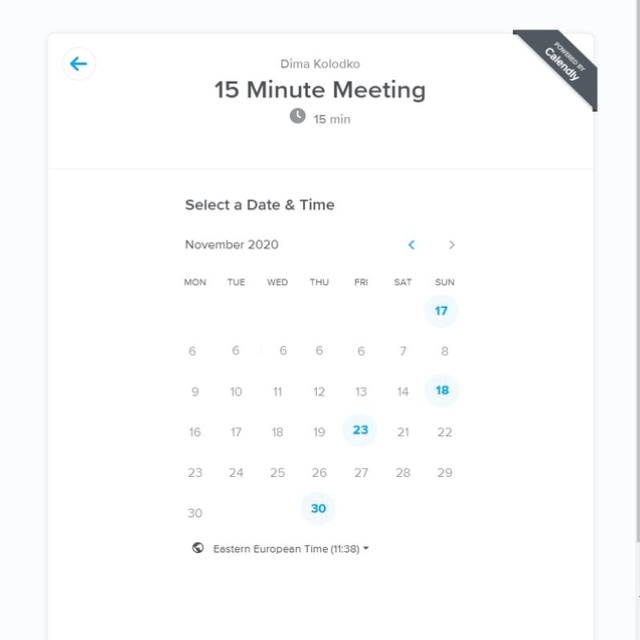 POWERED BY
Calendly
Dima Kolodko
15 Minute Meeting
15 min
Select a Date & Time
November 2020
MON TUE WED THU FRI SAT SUN
17
6 6 6 6 6 7 8
9 10 11 12 13 14 18
16 17 18 19 23 21 22
23 24 25 26 27 28 29
30 30
Eastern European Time (11:38)